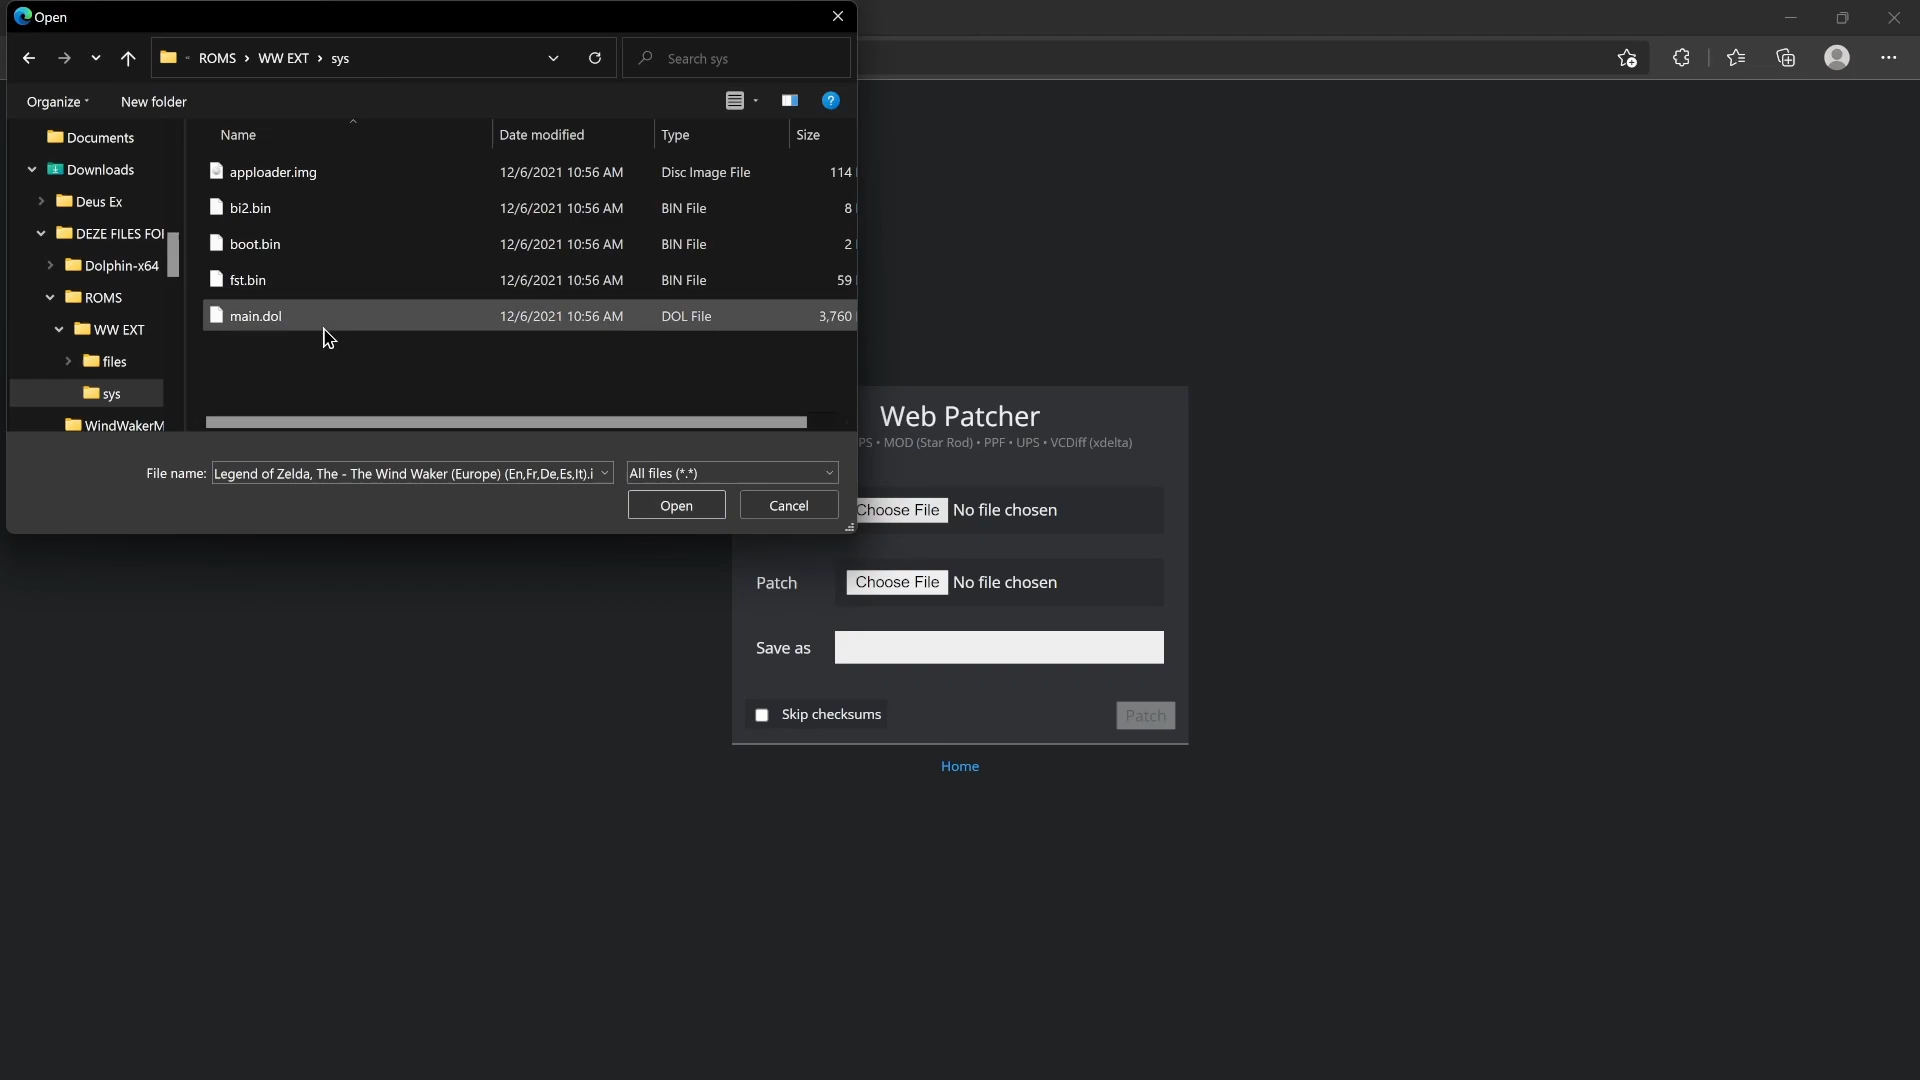 Open
ROMS > WW EXT > sys
Search sys
Organize
New folder
Name
Date modified
Type
Size
Documents
Downloads
Deus Ex
DEZE FILES FOI
Dolphin-x64
ROMS
WW EXT
files
sys
WindWakerM
apploader.img 12/6/2021 10:56 AM Disc Image File 114
bi2.bin 12/6/2021 10:56 AM BIN File 8
boot.bin 12/6/2021 10:56 AM BIN File 2
fst.bin 12/6/2021 10:56 AM BIN File 59
main.dol 12/6/2021 10:56 AM DOL File 3,760
File name: Legend of Zelda, The - The Wind Waker (Europe) (En,Fr,De,Es,It).i
All files (*.*)
Open
Cancel
Web Patcher
PS • MOD (Star Rod) • PPF • UPS • VCDiff (xdelta)
Choose File No file chosen
Patch Choose File No file chosen
Save as
Skip checksums
Patch
Home